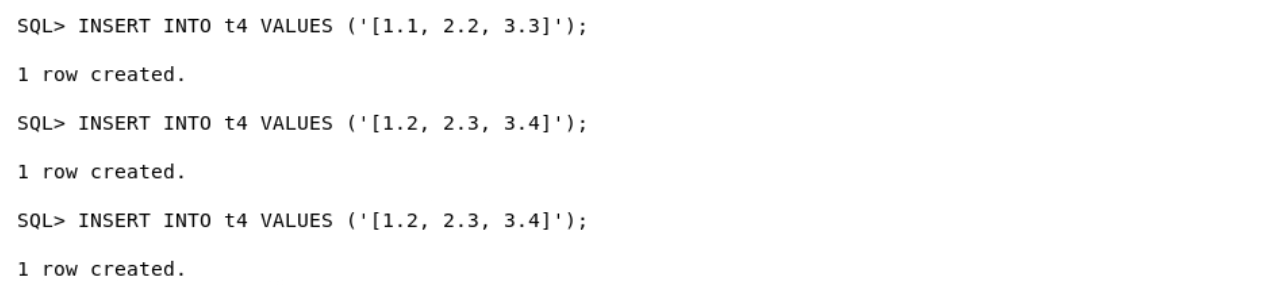 SQL> INSERT INTO t4 VALUES ('[1.1, 2.2, 3.3]');
1 row created.
SQL> INSERT INTO t4 VALUES ('[1.2, 2.3, 3.4]');
1 row created.
SQL> INSERT INTO t4 VALUES ('[1.2, 2.3, 3.4]');
1 row created.